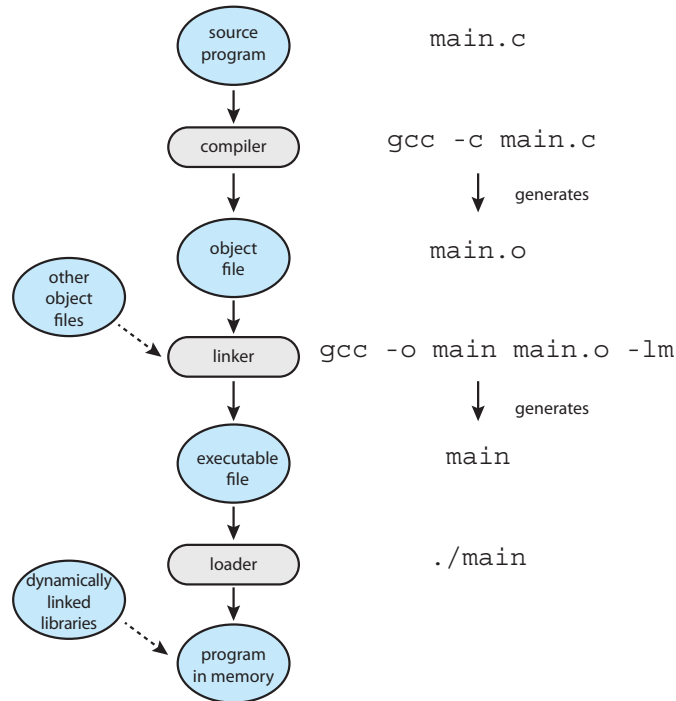 source
program
main.c
compiler
gcc -c main.c
generates
object
file
main.o
other
object
files
linker
gcc -o main main.o -lm
generates
executable
file
main
loader
./main
dynamically
linked
libraries
program
in memory